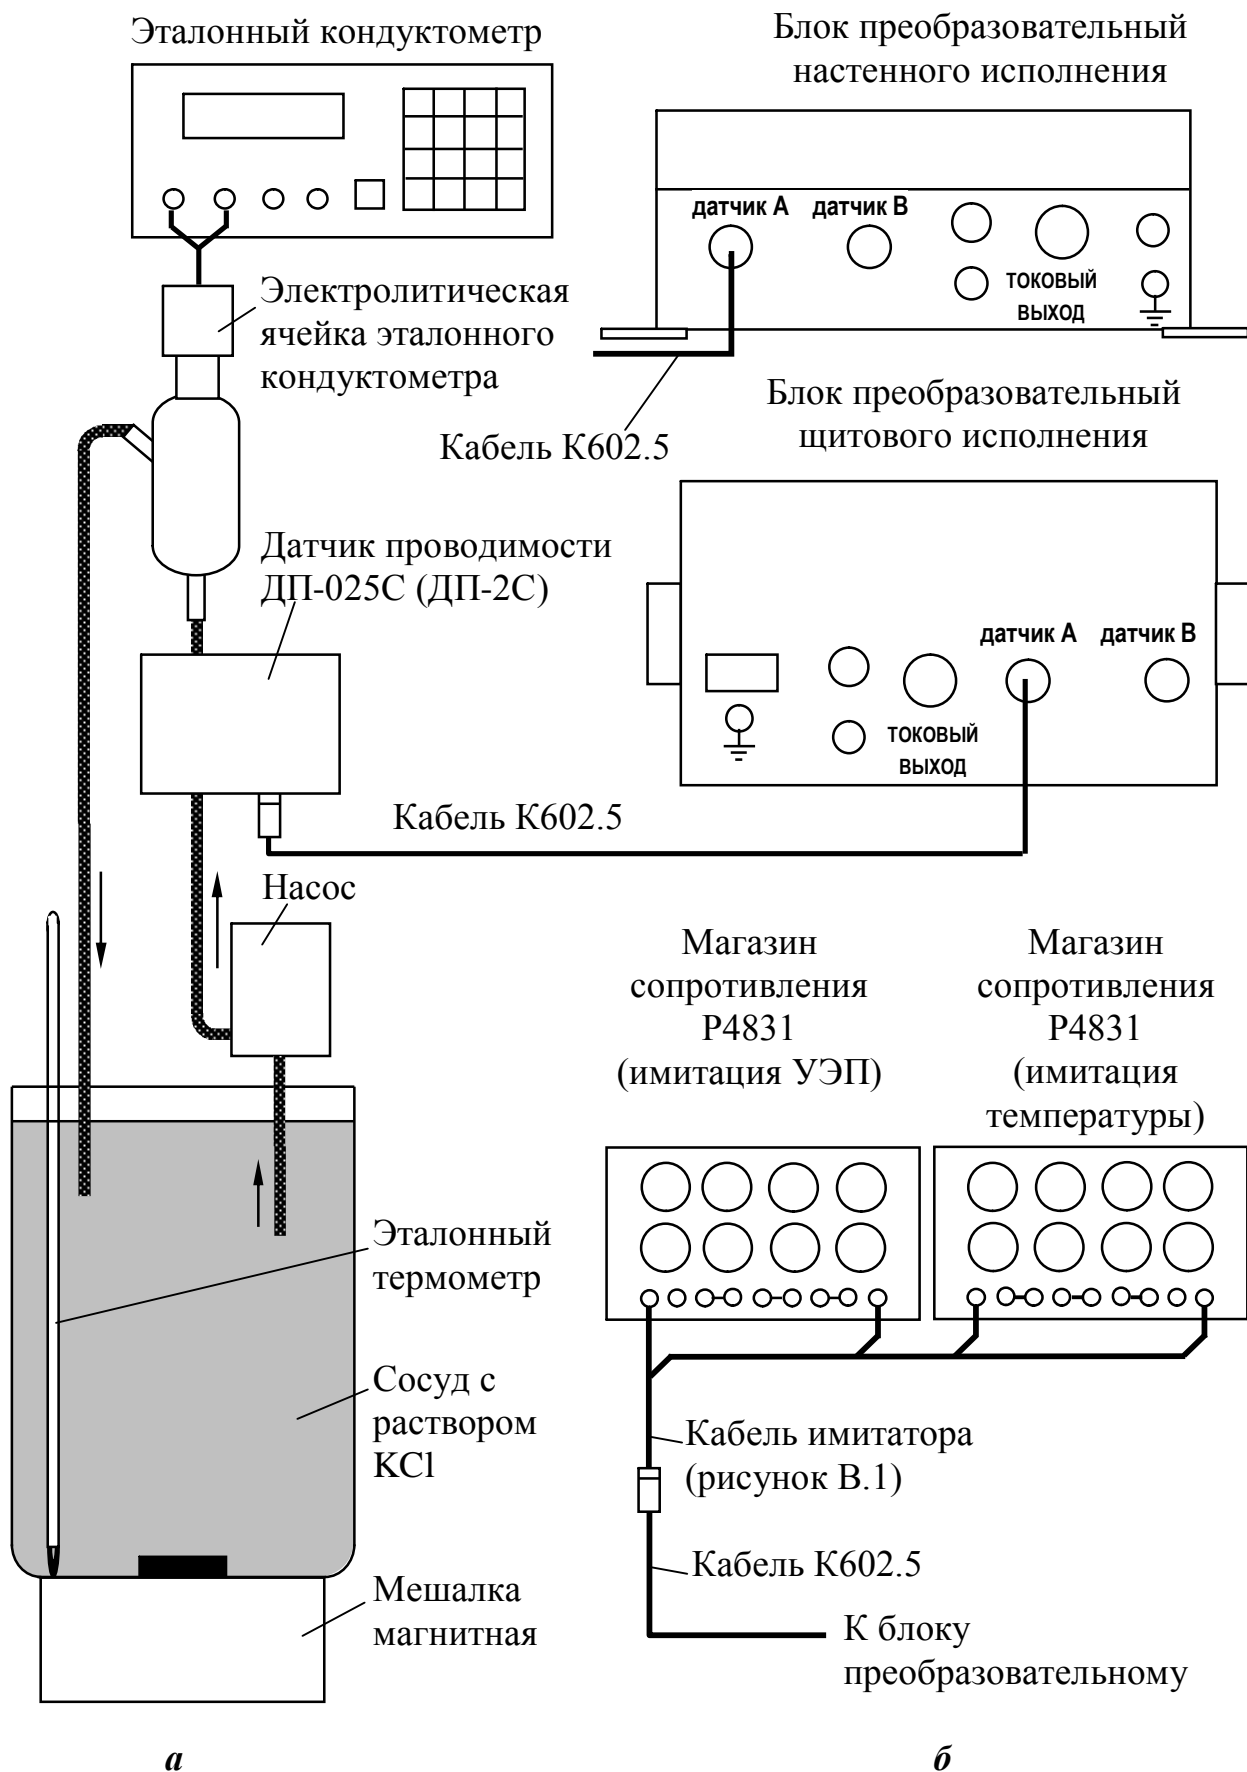 Эталонный кондуктометр
Блок преобразовательный
настенного исполнения
датчик А
датчик В
ТОКОВЫЙ
ВЫХОД
Электролитическая
ячейка эталонного
кондуктометра
Кабель К602.5
Блок преобразовательный
щитового исполнения
Датчик проводимости
ДП-025С (ДП-2С)
датчик А
датчик В
ТОКОВЫЙ
ВЫХОД
Кабель К602.5
Насос
Магазин
сопротивления
Р4831
(имитация УЭП)
Магазин
сопротивления
Р4831
(имитация
температуры)
Эталонный
термометр
Сосуд с
раствором
KCl
Кабель имитатора
(рисунок В.1)
Кабель К602.5
Мешалка
магнитная
К блоку
преобразовательному
а
б